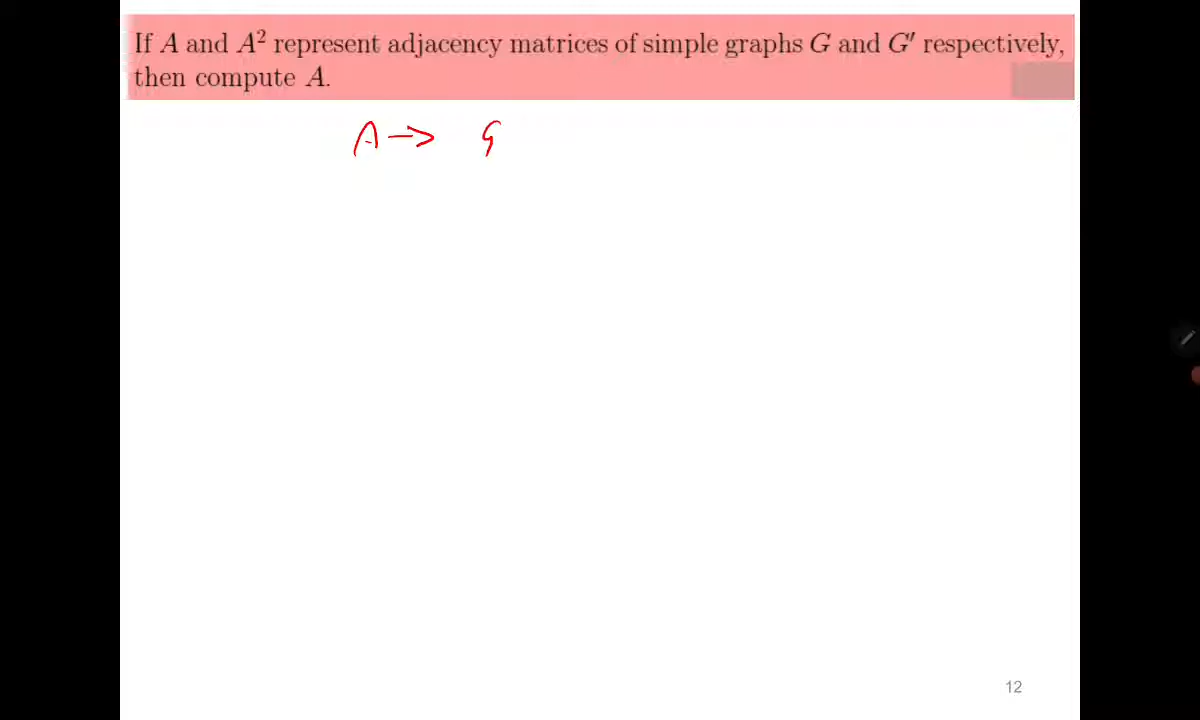 If A and A² represent adjacency matrices of simple graphs G and G′ respectively,
then compute A.
A → G
12